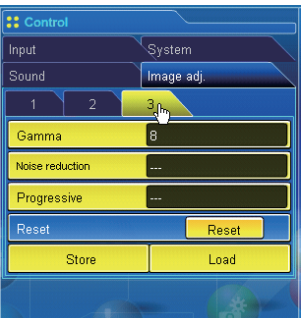 Control
Input System
Sound Image adj.
1 2 3
Gamma 8
Noise reduction ---
Progressive ---
Reset Reset
Store Load